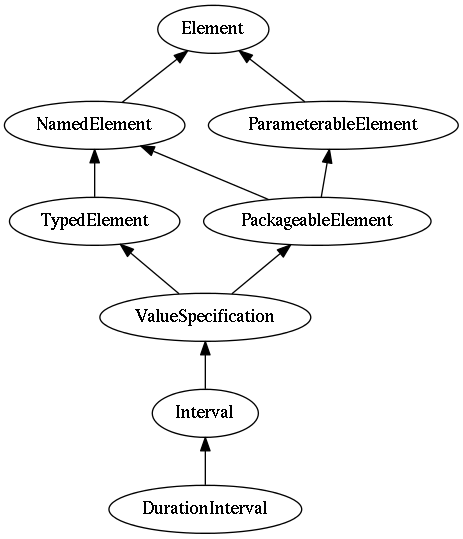 Element
NamedElement
ParameterableElement
TypedElement
PackageableElement
ValueSpecification
Interval
DurationInterval